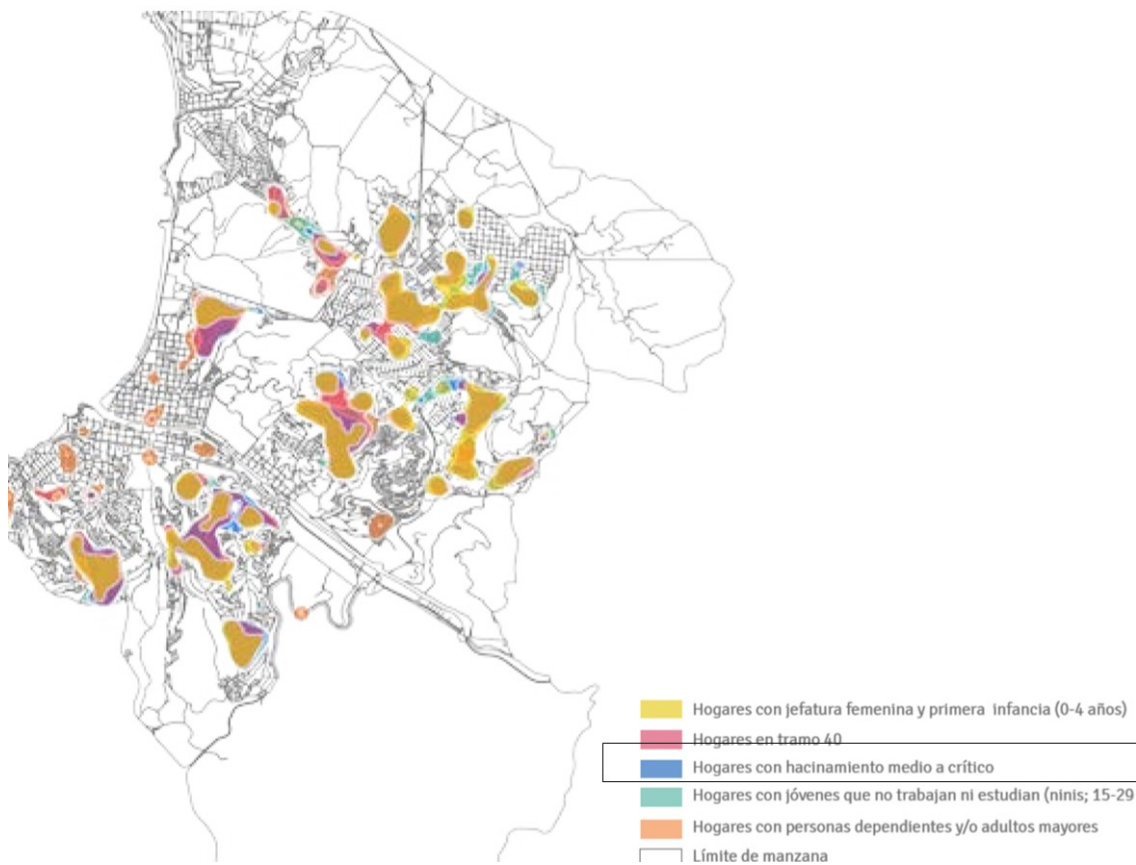 Hogares con jefatura femenina y primera infancia (0-4 años)
Hogares en tramo 40
Hogares con hacinamiento medio a crítico
Hogares con jóvenes que no trabajan ni estudian (ninis; 15-29
Hogares con personas dependientes y/o adultos mayores
Límite de manzana